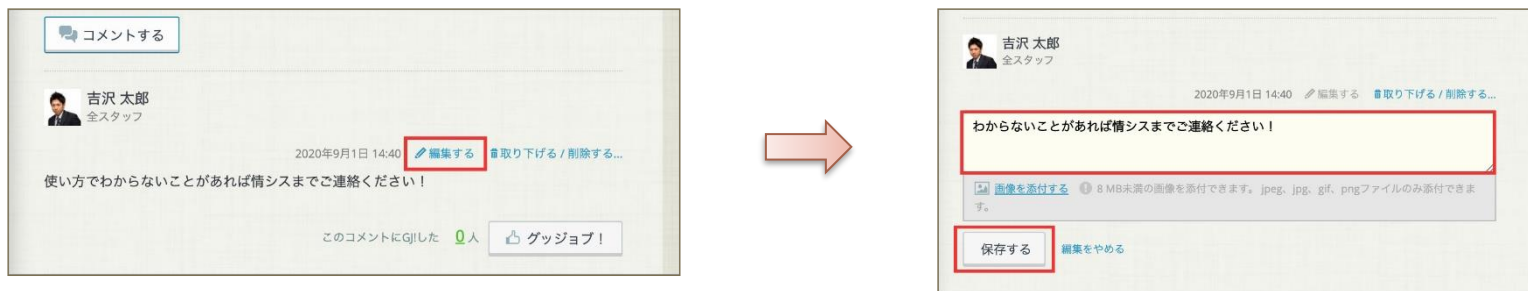 コメントする
吉沢 太郎
全スタッフ
2020年9月1日 14:40 編集する 取り下げる / 削除する...
使い方でわからないことがあれば情シスまでご連絡ください！
このコメントにGJ!した 0人 グッジョブ！
吉沢 太郎
全スタッフ
2020年9月1日 14:40 編集する 取り下げる / 削除する...
わからないことがあれば情シスまでご連絡ください！
画像を添付する 8 MB未満の画像を添付できます。 jpeg、jpg、gif、pngファイルのみ添付できま
す。
保存する 編集をやめる